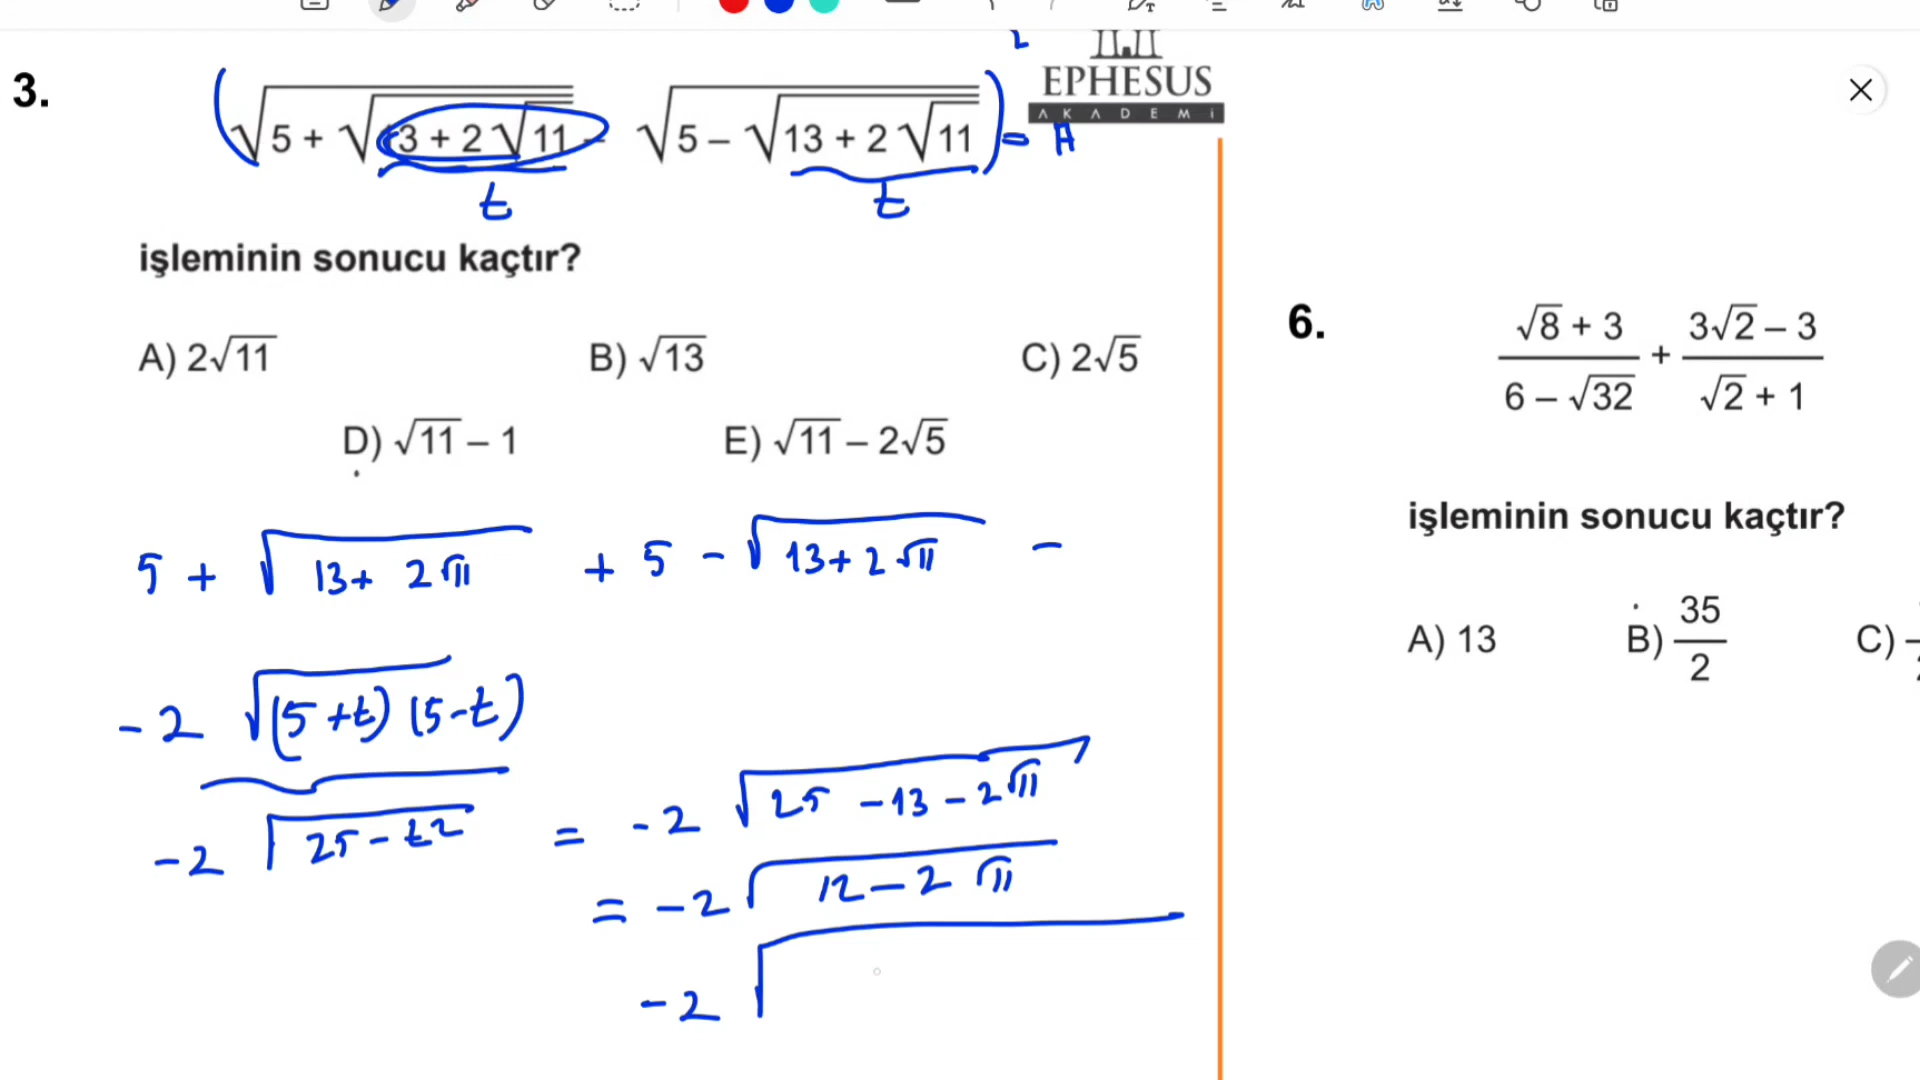 2
EPHESUS
AKADEMİ
3. (√(5 + √(13 + 2√11)) – √(5 – √(13 + 2√11))) = A
t t
işleminin sonucu kaçtır?
A) 2√11 B) √13 C) 2√5
D) √11 – 1 E) √11 – 2√5
5 + √(13 + 2√11) + 5 - √(13 + 2√11) -
-2 √((5+t)(5-t))
-2 √(25 - t2) = -2 √(25 - 13 - 2√11)
= -2 √(12 - 2√11)
-2 √
6. (√8 + 3)/(6 – √32) + (3√2 – 3)/(√2 + 1)
işleminin sonucu kaçtır?
A) 13 B) 35/2 C)